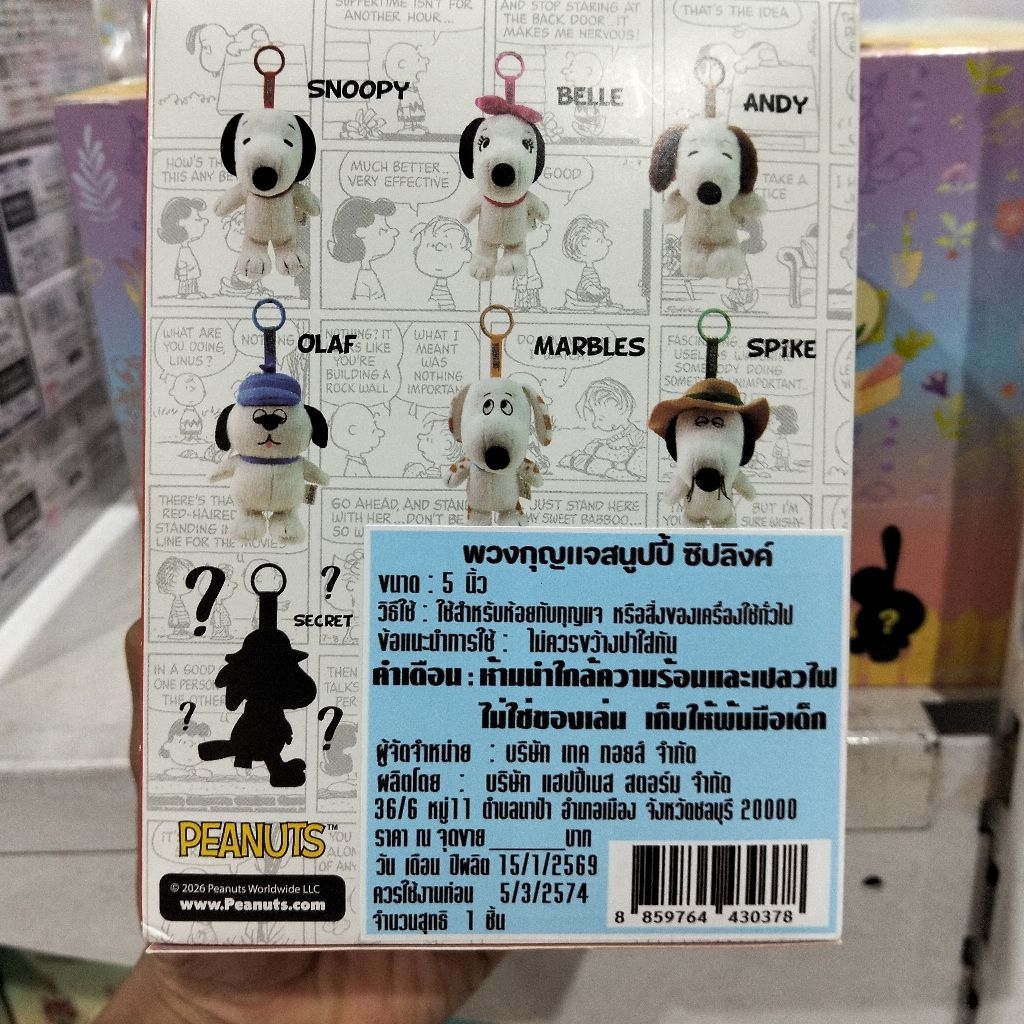 SUPPERTIME ISN'T FOR
ANOTHER HOUR...
AND STOP STARING AT
THE BACK DOOR...IT
MAKES ME NERVOUS!
THAT'S THE IDEA
SNOOPY
BELLE
ANDY
MUCH BETTER..
VERY EFFECTIVE
GOOD
WHAT ARE
YOU DOING,
LINUS?
OLAF
YOU'RE
BUILDING A
ROCK WALL
WHAT I
MEANT
WAS
NOTHING
MARBLES
SPIKE
GO AHEAD AND STAND
WITH HER...DON'T BE
JUST STAND HERE
MY SWEET BABBOO...
BUT I'M
SURE WISHY
RED-HAIRED
STANDING
LINE FOR THE MOVIES
พวงกุญแจสนูปปี้ ซิปลิงค์
ขนาด : 5 นิ้ว
วิธีใช้ : ใช้สำหรับห้อยกับกุญแจ หรือสิ่งของเครื่องใช้ทั่วไป
ข้อแนะนำการใช้ : ไม่ควรขว้างปาใส่กัน
คำเตือน : ห้ามนำใกล้ความร้อนและเปลวไฟ
ไม่ใช่ของเล่น เก็บให้พ้นมือเด็ก
ผู้จัดจำหน่าย : บริษัท เทค ทอยส์ จำกัด
ผลิตโดย : บริษัท แฮปปี้เนส สตอร์ม จำกัด
36/6 หมู่11 ตำบลนาป่า อำเภอเมือง จังหวัดชลบุรี 20000
ราคา ณ จุดขาย ______ บาท
วัน เดือน ปีผลิต 15/1/2569
ควรใช้งานก่อน 5/3/2574
จำนวนสุทธิ 1 ชิ้น
8 859764 430378
? ?
SECRET
? ?
IN A GOOD
ONE PERSON
THE OTHER
THEN
PEANUTS™
© 2026 Peanuts Worldwide LLC
www.Peanuts.com
?